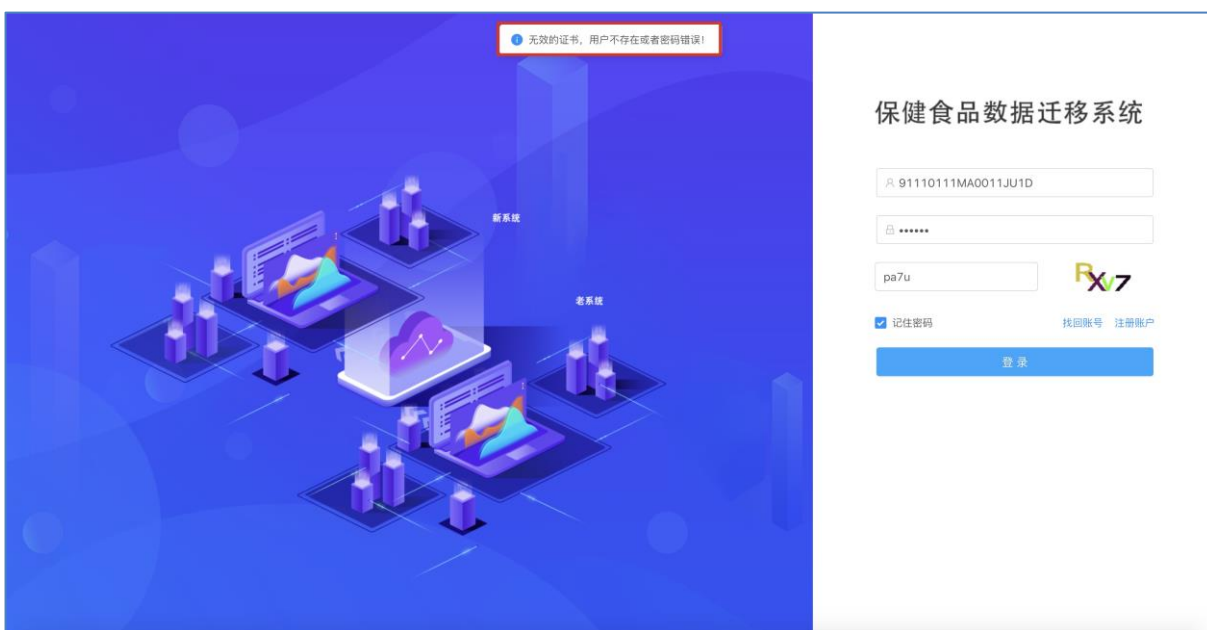 无效的证书，用户不存在或者密码错误！
保健食品数据迁移系统
91110111MA0011JU1D
新系统
••••••
pa7u
RXv7
老系统
记住密码
找回账号 注册账户
登录